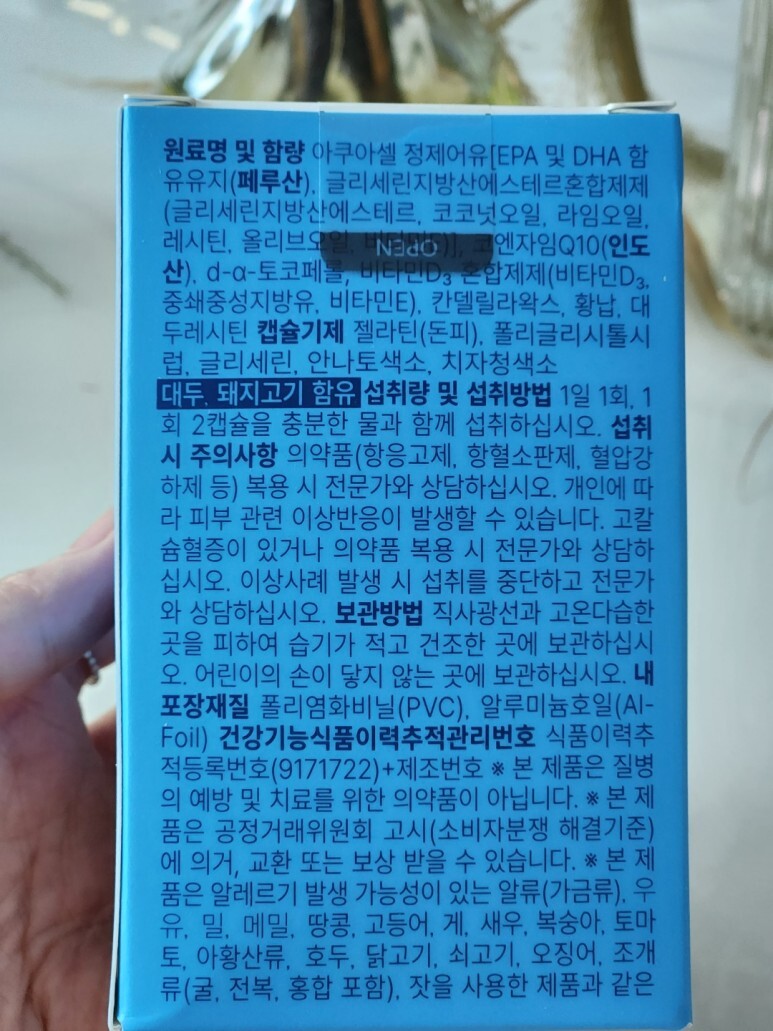 원료명 및 함량 아쿠아셀 정제어유[EPA 및 DHA 함
유유지(페루산), 글리세린지방산에스테르혼합제제
(글리세린지방산에스테르, 코코넛오일, 라임오일,
레시틴, 올리브오일, 비타민E)], 코엔자임Q10(인도
OPEN
산), d-α-토코페롤, 비타민D₃ 혼합제제(비타민D₃,
중쇄중성지방유, 비타민E), 칸델릴라왁스, 황납, 대
두레시틴 캡슐기제 젤라틴(돈피), 폴리글리시톨시
럽, 글리세린, 안나토색소, 치자청색소
대두, 돼지고기 함유 섭취량 및 섭취방법 1일 1회, 1
회 2캡슐을 충분한 물과 함께 섭취하십시오. 섭취
시 주의사항 의약품(항응고제, 항혈소판제, 혈압강
하제 등) 복용 시 전문가와 상담하십시오. 개인에 따
라 피부 관련 이상반응이 발생할 수 있습니다. 고칼
슘혈증이 있거나 의약품 복용 시 전문가와 상담하
십시오. 이상사례 발생 시 섭취를 중단하고 전문가
와 상담하십시오. 보관방법 직사광선과 고온다습한
곳을 피하여 습기가 적고 건조한 곳에 보관하십시
오. 어린이의 손이 닿지 않는 곳에 보관하십시오. 내
포장재질 폴리염화비닐(PVC), 알루미늄호일(Al-
Foil) 건강기능식품이력추적관리번호 식품이력추
적등록번호(9171722)+제조번호 ※ 본 제품은 질병
의 예방 및 치료를 위한 의약품이 아닙니다. ※ 본 제
품은 공정거래위원회 고시(소비자분쟁 해결기준)
에 의거, 교환 또는 보상 받을 수 있습니다. ※ 본 제
품은 알레르기 발생 가능성이 있는 알류(가금류), 우
유, 밀, 메밀, 땅콩, 고등어, 게, 새우, 복숭아, 토마
토, 아황산류, 호두, 닭고기, 쇠고기, 오징어, 조개
류(굴, 전복, 홍합 포함), 잣을 사용한 제품과 같은